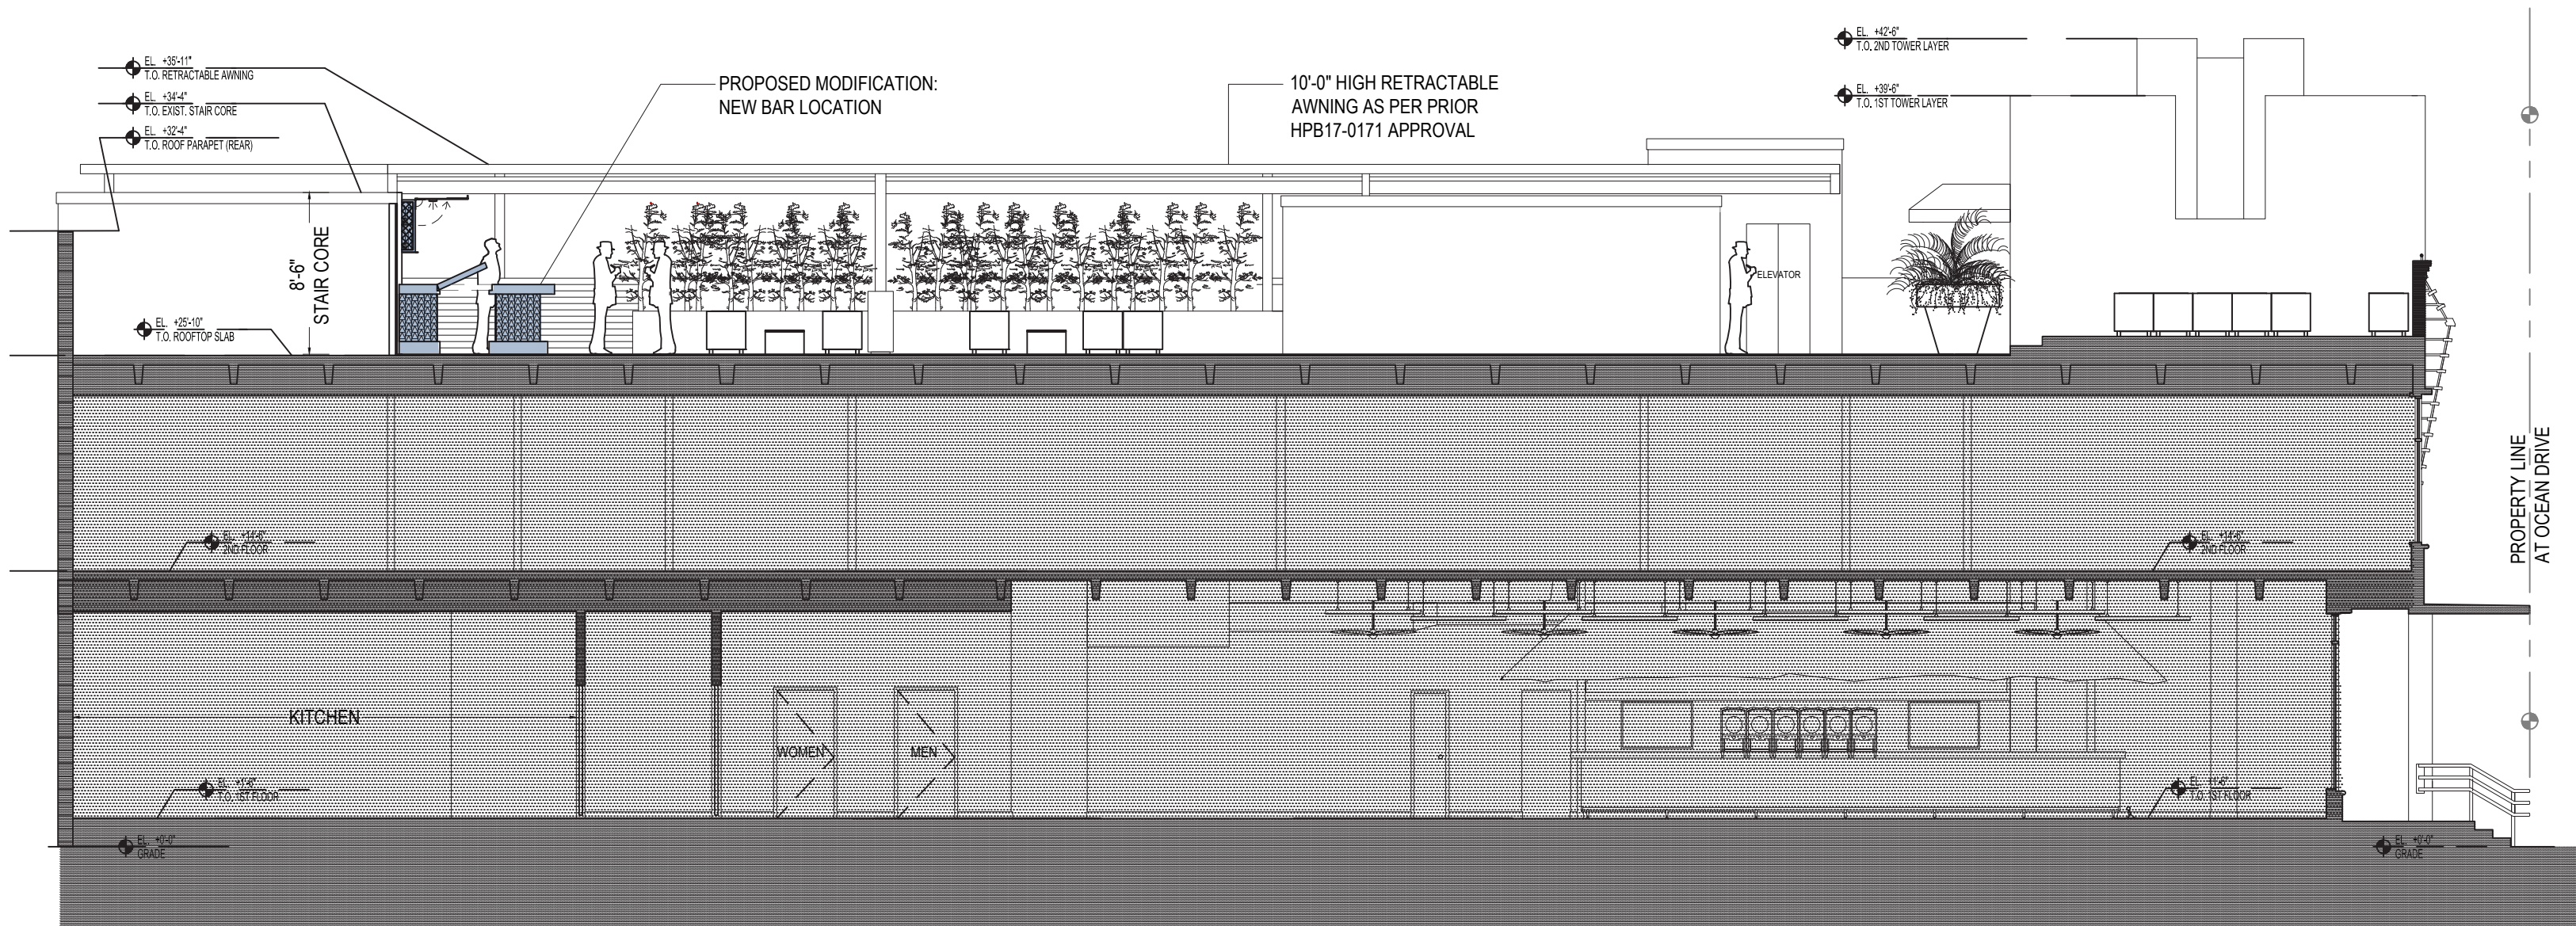 EL. +35'-11"
T.O. RETRACTABLE AWNING
EL. +34'-4"
T.O. EXIST. STAIR CORE
EL. +32'-4"
T.O. ROOF PARAPET (REAR)
PROPOSED MODIFICATION:
NEW BAR LOCATION
10'-0" HIGH RETRACTABLE
AWNING AS PER PRIOR
HPB17-0171 APPROVAL
EL. +42'-6"
T.O. 2ND TOWER LAYER
EL. +39'-6"
T.O. 1ST TOWER LAYER
8'-6"
STAIR CORE
ELEVATOR
EL. +25'-10"
T.O. ROOFTOP SLAB
PROPERTY LINE
AT OCEAN DRIVE
EL. +14'-6"
2ND FLOOR
EL. +14'-6"
2ND FLOOR
KITCHEN
WOMEN
MEN
EL. +1'-6"
T.O. 1ST FLOOR
EL. +1'-6"
T.O. 1ST FLOOR
EL. +0'-0"
GRADE
EL. +0'-0"
GRADE